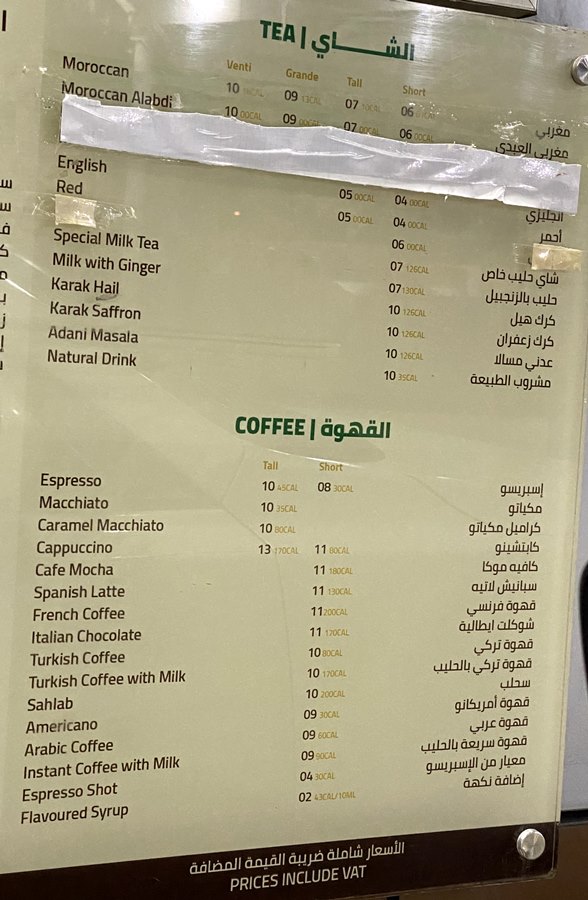 TEA | الشاي
Venti Grande Tall Short
Moroccan 10 09 07 06 مغربي
Moroccan Alabdi 10 00CAL 09 00CAL 07 00CAL 06 00CAL مغربي العبدي
English 05 00CAL 04 00CAL انجليزي
Red 05 00CAL 04 00CAL أحمر
06 00CAL
Special Milk Tea 07 126CAL شاي حليب خاص
Milk with Ginger 07 130CAL حليب بالزنجبيل
Karak Hail 10 126CAL كرك هيل
Karak Saffron 10 126CAL كرك زعفران
Adani Masala 10 126CAL عدني مسالا
Natural Drink 10 35CAL مشروب الطبيعة
COFFEE | القهوة
Tall Short
Espresso 10 45CAL 08 30CAL إسبريسو
Macchiato 10 35CAL مكياتو
Caramel Macchiato 10 80CAL كراميل مكياتو
Cappuccino 13 170CAL 11 80CAL كابتشينو
Cafe Mocha 11 180CAL كافيه موكا
Spanish Latte 11 130CAL سبانيش لاتيه
French Coffee 11 200CAL قهوة فرنسي
Italian Chocolate 11 170CAL شوكلت ايطالية
Turkish Coffee 10 80CAL قهوة تركي
Turkish Coffee with Milk 10 170CAL قهوة تركي بالحليب
Sahlab 10 200CAL سحلب
Americano 09 30CAL قهوة أمريكانو
Arabic Coffee 09 60CAL قهوة عربي
Instant Coffee with Milk 09 90CAL قهوة سريعة بالحليب
Espresso Shot 04 30CAL معيار من الإسبريسو
Flavoured Syrup 02 43CAL/10ML إضافة نكهة
الأسعار شاملة ضريبة القيمة المضافة
PRICES INCLUDE VAT